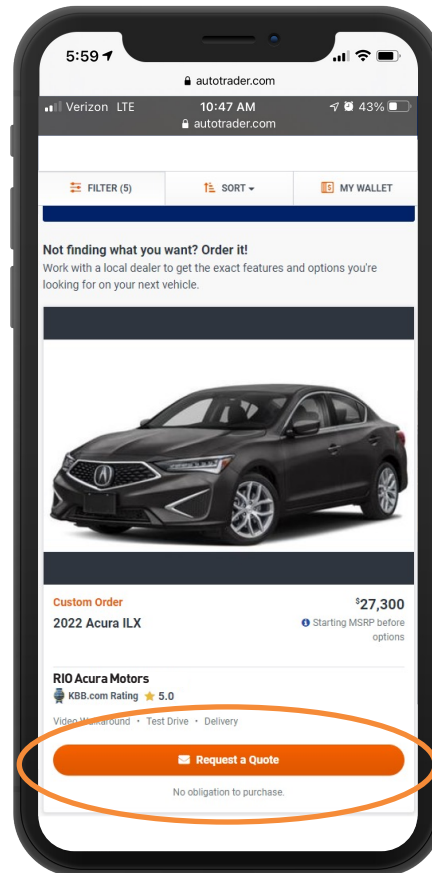 5:59
autotrader.com
Verizon LTE 10:47 AM 43%
autotrader.com
FILTER (5) SORT MY WALLET
Not finding what you want? Order it!
Work with a local dealer to get the exact features and options you're
looking for on your next vehicle.
Custom Order $27,300
2022 Acura ILX Starting MSRP before
options
RIO Acura Motors
KBB.com Rating 5.0
Video Walkaround • Test Drive • Delivery
Request a Quote
No obligation to purchase.